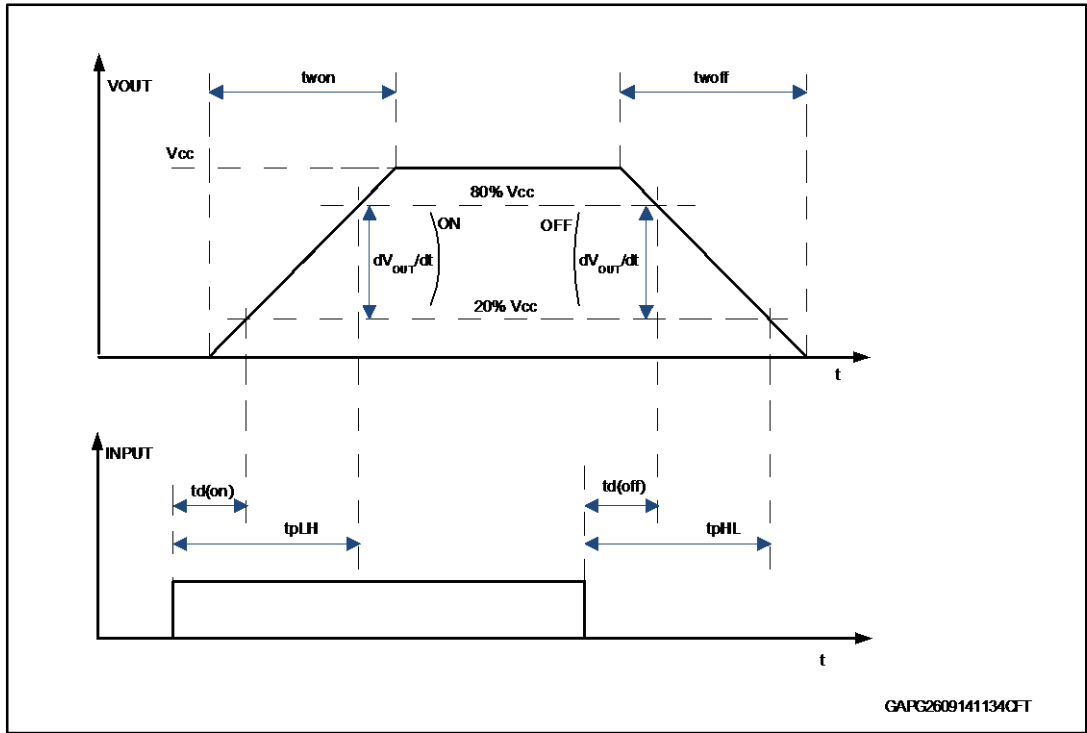 twon
twoff
VOUT
Vcc
80% Vcc
ON
OFF
dVOUT/dt
dVOUT/dt
20% Vcc
t
INPUT
td(on)
td(off)
tpLH
tpHL
t
GAPG2609141134CFT